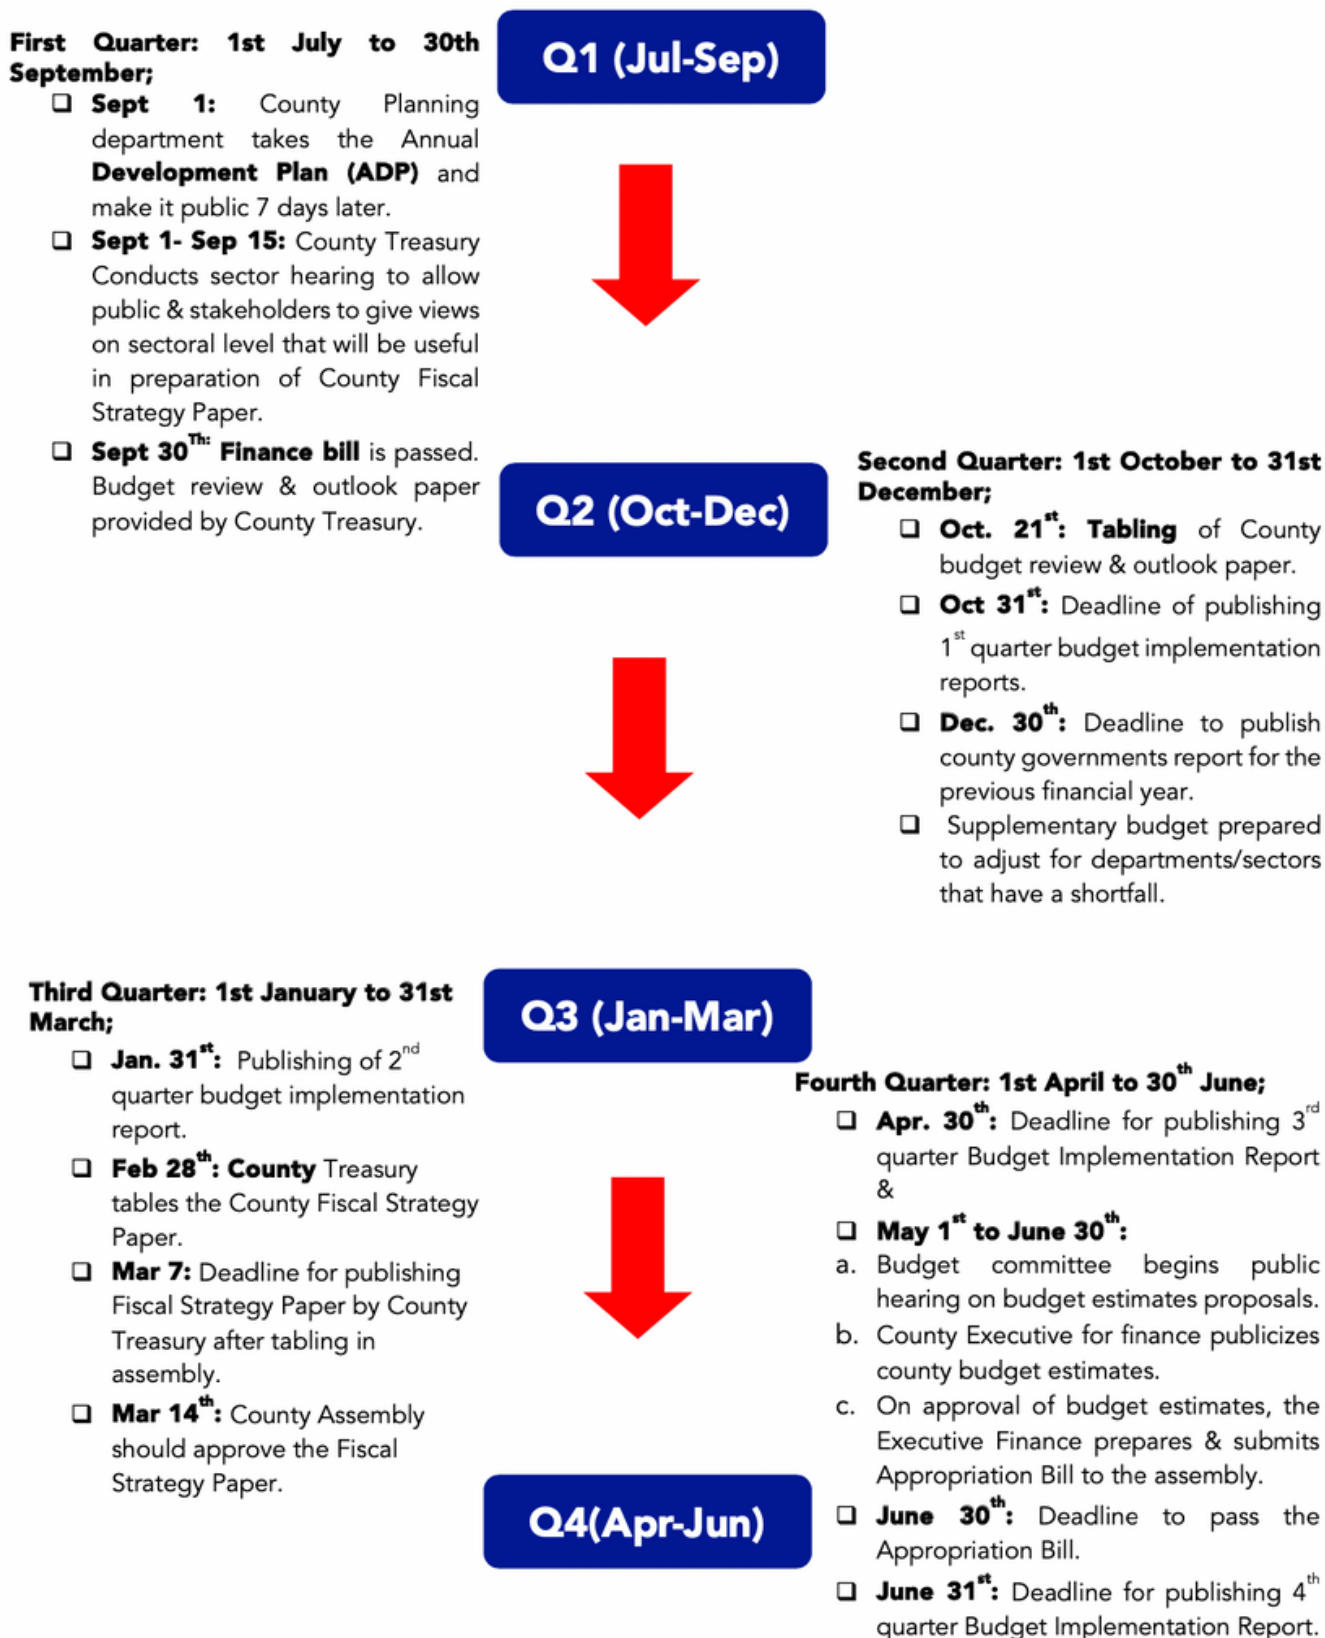 Q1 (Jul-Sep)
First Quarter: 1st July to 30th
September;
❑ Sept 1: County Planning
department takes the Annual
Development Plan (ADP) and
make it public 7 days later.
❑ Sept 1- Sep 15: County Treasury
Conducts sector hearing to allow
public & stakeholders to give views
on sectoral level that will be useful
in preparation of County Fiscal
Strategy Paper.
❑ Sept 30Th: Finance bill is passed.
Budget review & outlook paper
provided by County Treasury.
Q2 (Oct-Dec)
Second Quarter: 1st October to 31st
December;
❑ Oct. 21st: Tabling of County
budget review & outlook paper.
❑ Oct 31st: Deadline of publishing
1st quarter budget implementation
reports.
❑ Dec. 30th: Deadline to publish
county governments report for the
previous financial year.
❑ Supplementary budget prepared
to adjust for departments/sectors
that have a shortfall.
Q3 (Jan-Mar)
Third Quarter: 1st January to 31st
March;
❑ Jan. 31st: Publishing of 2nd
quarter budget implementation
report.
❑ Feb 28th: County Treasury
tables the County Fiscal Strategy
Paper.
❑ Mar 7: Deadline for publishing
Fiscal Strategy Paper by County
Treasury after tabling in
assembly.
❑ Mar 14th: County Assembly
should approve the Fiscal
Strategy Paper.
Q4(Apr-Jun)
Fourth Quarter: 1st April to 30th June;
❑ Apr. 30th: Deadline for publishing 3rd
quarter Budget Implementation Report
&
❑ May 1st to June 30th:
a. Budget committee begins public
hearing on budget estimates proposals.
b. County Executive for finance publicizes
county budget estimates.
c. On approval of budget estimates, the
Executive Finance prepares & submits
Appropriation Bill to the assembly.
❑ June 30th: Deadline to pass the
Appropriation Bill.
❑ June 31st: Deadline for publishing 4th
quarter Budget Implementation Report.